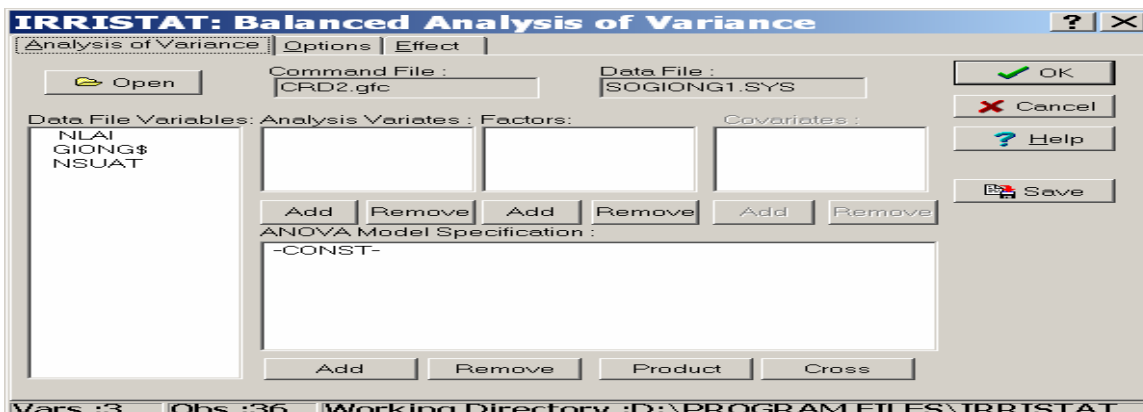 IRRISTAT: Balanced Analysis of Variance ? X
Analysis of Variance Options Effect
Open
Command File :
CRD2.gfc
Data File :
SOGIONG1.SYS
OK
Cancel
Help
Save
Data File Variables: Analysis Variates : Factors: Covariates :
NLAI
GIONG$
NSUAT
Add Remove Add Remove Add Remove
ANOVA Model Specification :
-CONST-
Add Remove Product Cross
Vars :3 Obs :36 Working Directory :D:\PROGRAM FILES\IRRISTAT